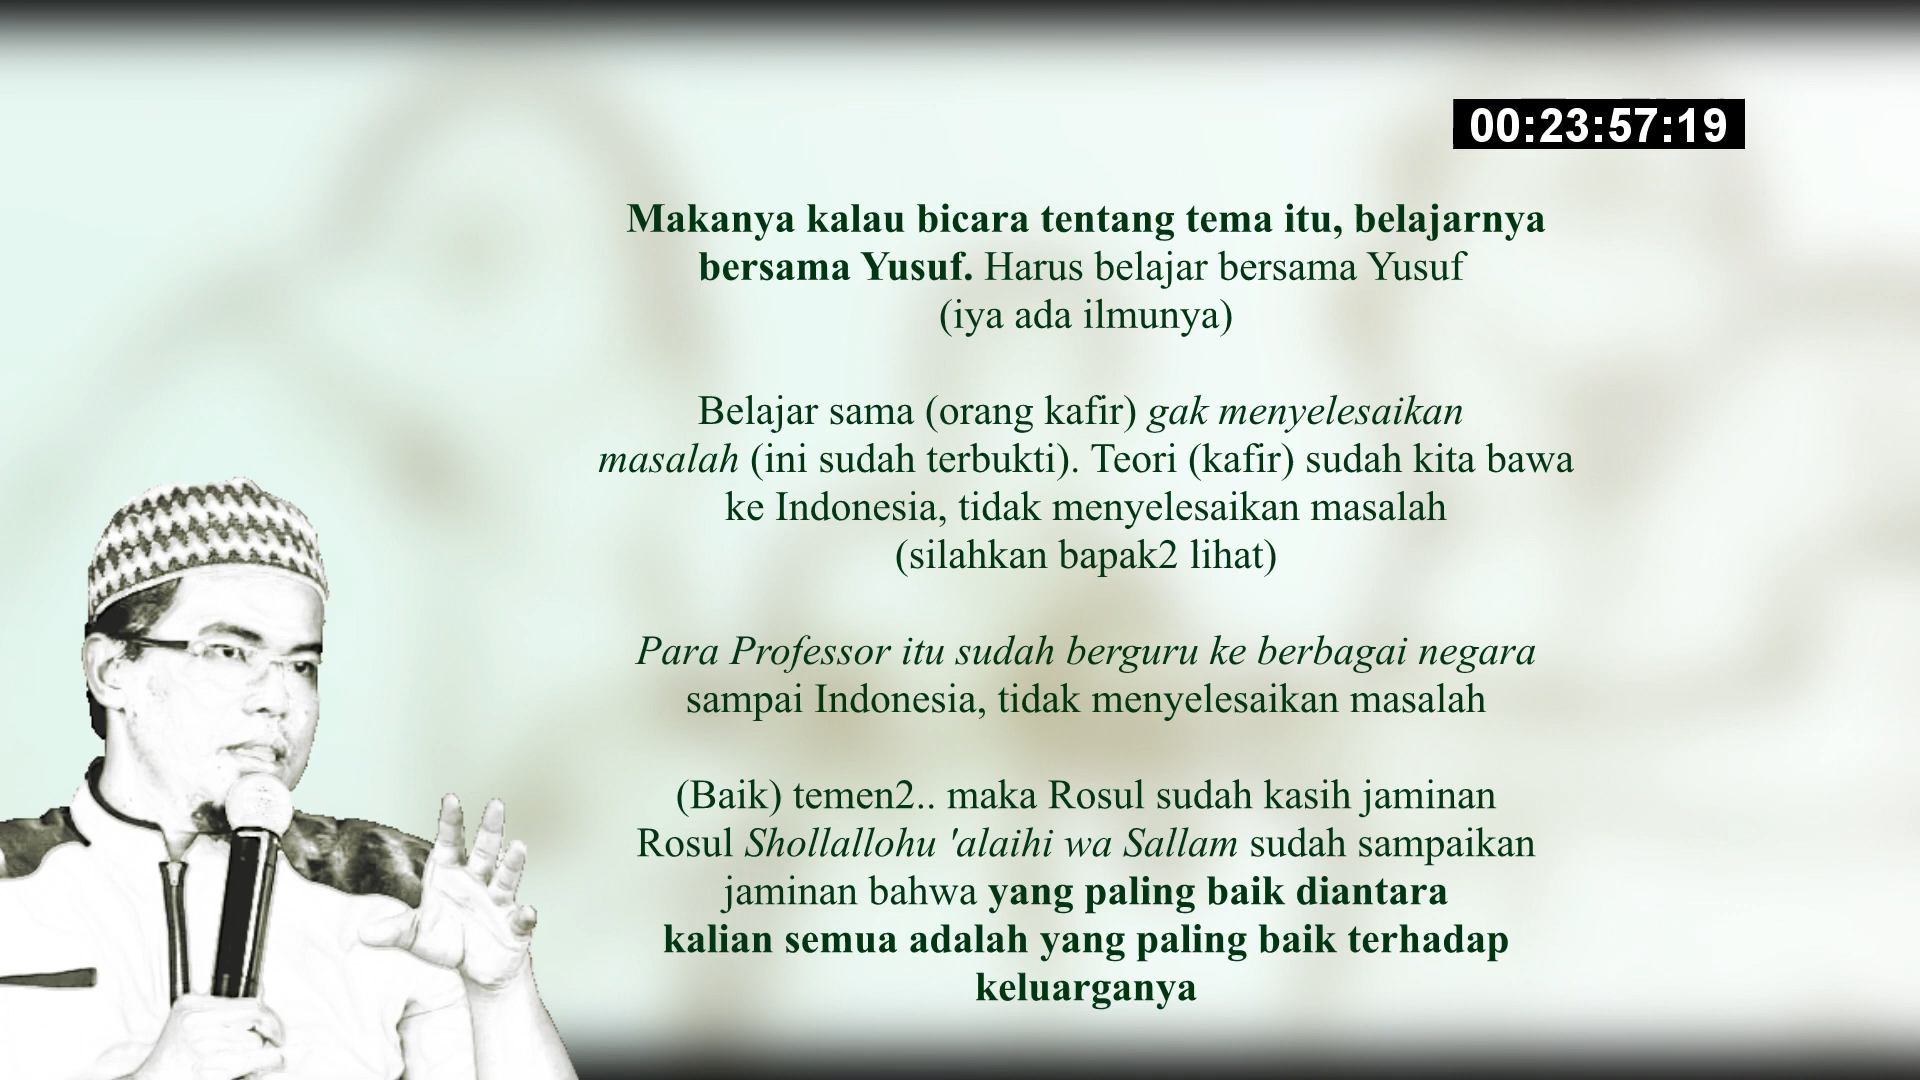 00:23:57:19
Makanya kalau bicara tentang tema itu, belajarnya
bersama Yusuf. Harus belajar bersama Yusuf
(iya ada ilmunya)
Belajar sama (orang kafir) gak menyelesaikan
masalah (ini sudah terbukti). Teori (kafir) sudah kita bawa
ke Indonesia, tidak menyelesaikan masalah
(silahkan bapak2 lihat)
Para Professor itu sudah berguru ke berbagai negara
sampai Indonesia, tidak menyelesaikan masalah
(Baik) temen2.. maka Rosul sudah kasih jaminan
Rosul Shollallohu 'alaihi wa Sallam sudah sampaikan
jaminan bahwa yang paling baik diantara
kalian semua adalah yang paling baik terhadap
keluarganya